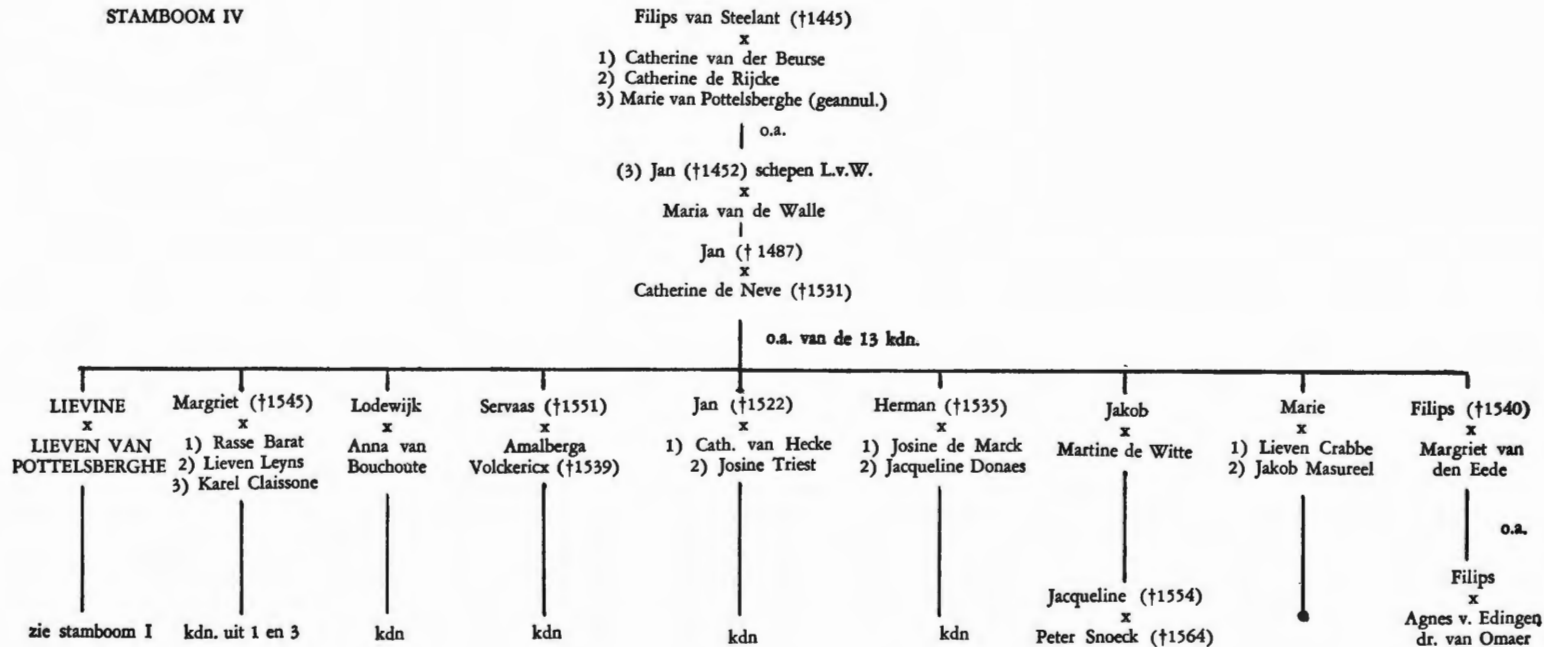 STAMBOOM IV
Filips van Steelant (†1445)
x
1) Catherine van der Beurse
2) Catherine de Rijcke
3) Marie van Pottelsberghe (geannul.)
o.a.
(3) Jan (†1452) schepen L.v.W.
x
Maria van de Walle
Jan († 1487)
x
Catherine de Neve (†1531)
o.a. van de 13 kdn.
LIEVINE
x
LIEVEN VAN
POTTELSBERGHE
zie stamboom I
Margriet (†1545)
x
1) Rasse Barat
2) Lieven Leyns
3) Karel Claissone
kdn. uit 1 en 3
Lodewijk
x
Anna van
Bouchoute
kdn
Servaas (†1551)
x
Amalberga
Volckericx (†1539)
kdn
Jan (†1522)
x
1) Cath. van Hecke
2) Josine Triest
kdn
Herman (†1535)
x
1) Josine de Marck
2) Jacqueline Donaes
kdn
Jakob
x
Martine de Witte
Jacqueline (†1554)
x
Peter Snoeck (†1564)
Marie
x
1) Lieven Crabbe
2) Jakob Masureel
Filips (†1540)
x
Margriet van
den Eede
o.a.
Filips
x
Agnes v. Edingen
dr. van Omaer